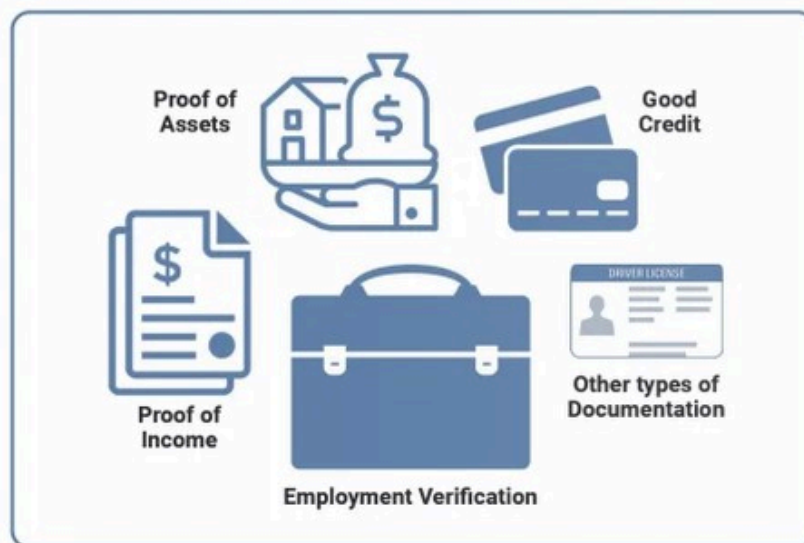 Proof of
Assets
$
Good
Credit
$
DRIVER LICENSE
Proof of
Income
Other types of
Documentation
Employment Verification